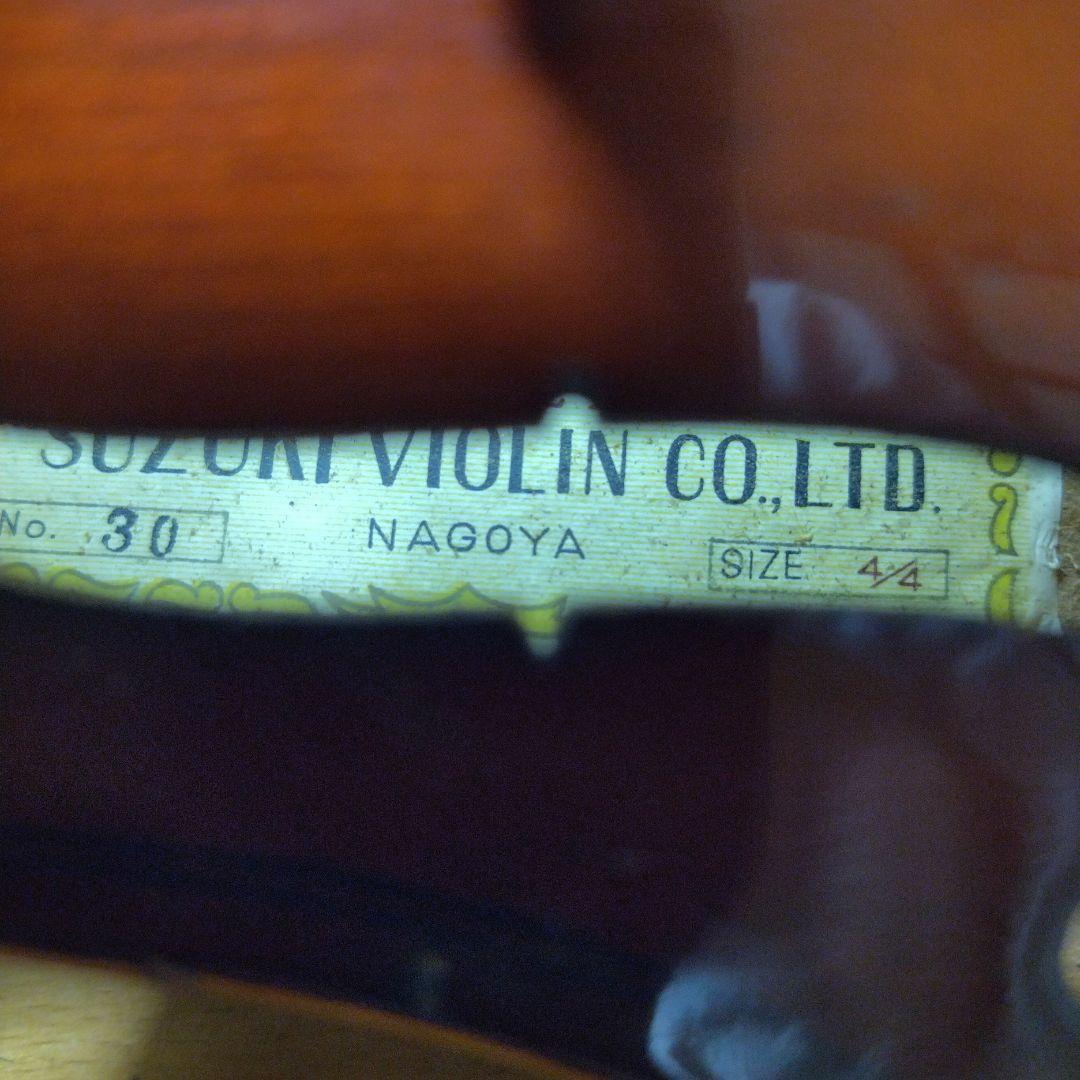 SUZUKI VIOLIN CO., LTD.
No. 30
NAGOYA
SIZE 4/4